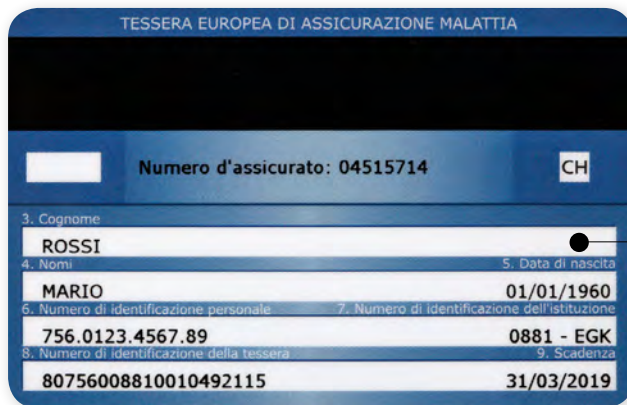 TESSERA EUROPEA DI ASSICURAZIONE MALATTIA
Numero d'assicurato: 04515714 CH
3. Cognome
ROSSI
4. Nomi 5. Data di nascita
MARIO 01/01/1960
6. Numero di identificazione personale 7. Numero di identificazione dell'istituzione
756.0123.4567.89 0881 - EGK
8. Numero di identificazione della tessera 9. Scadenza
80756008810010492115 31/03/2019